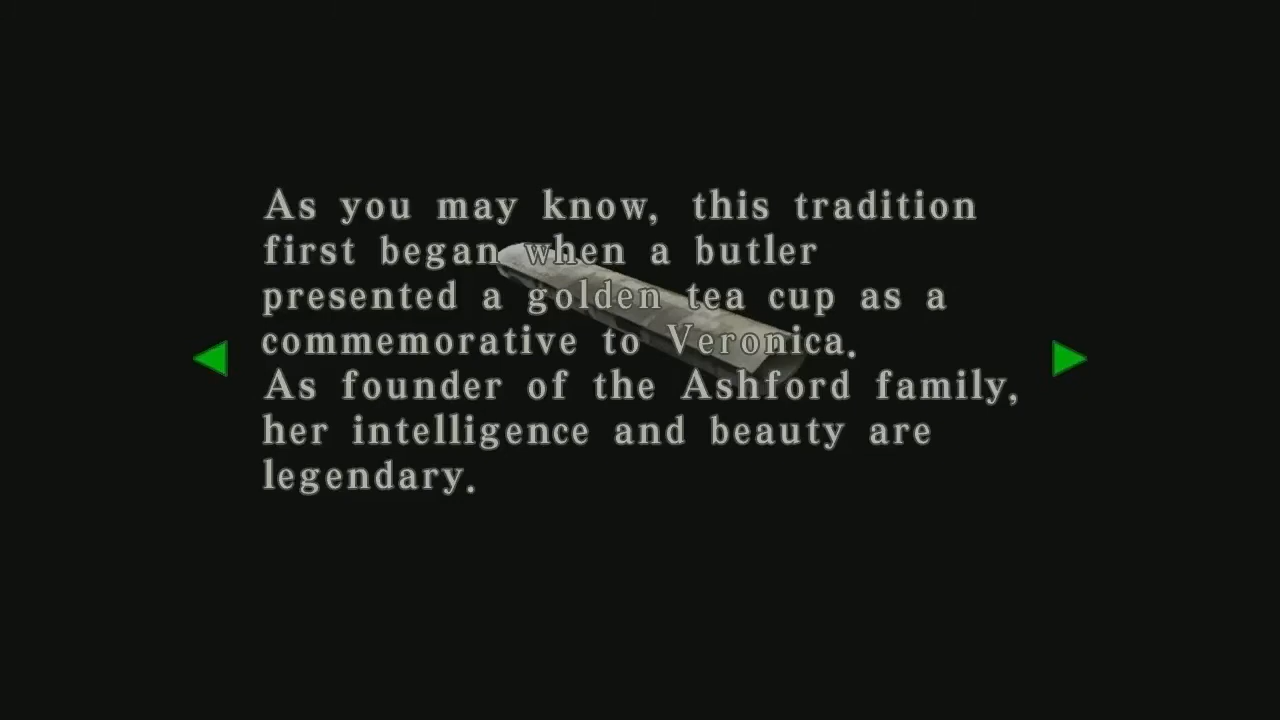 As you may know, this tradition
first began when a butler
presented a golden tea cup as a
commemorative to Veronica.
As founder of the Ashford family,
her intelligence and beauty are
legendary.